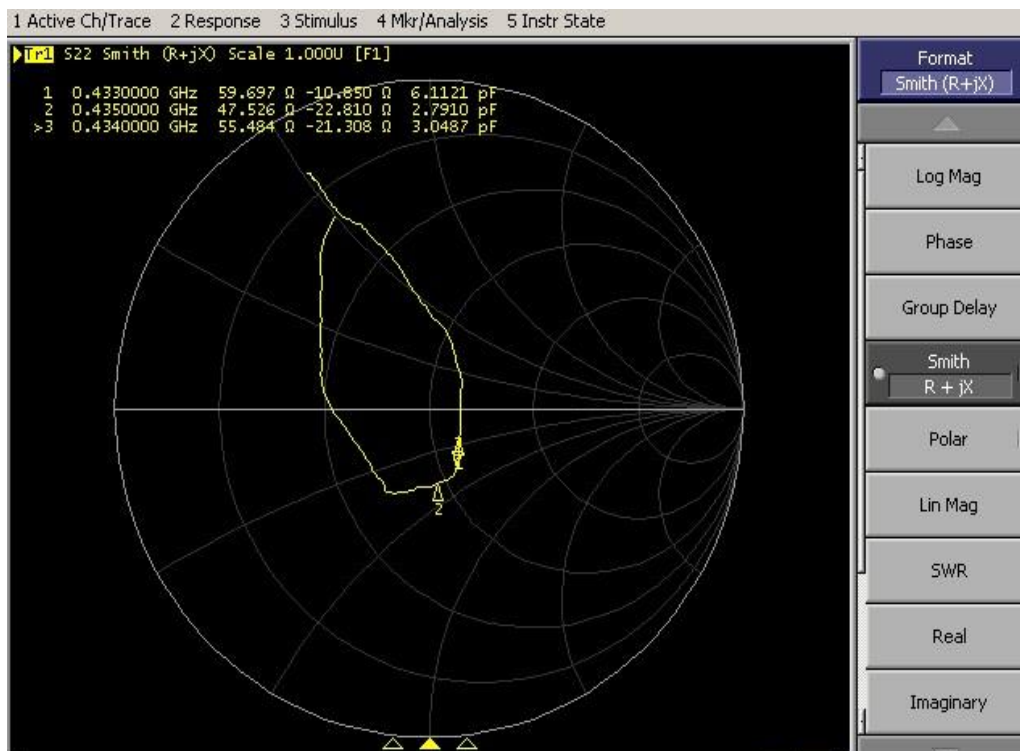 1 Active Ch/Trace 2 Response 3 Stimulus 4 Mkr/Analysis 5 Instr State
Tr1 S22 Smith (R+jX) Scale 1.000U [F1]
1 0.4330000 GHz 59.697 Ω -10.850 Ω 6.1121 pF
2 0.4350000 GHz 47.526 Ω -22.810 Ω 2.7910 pF
>3 0.4340000 GHz 55.484 Ω -21.308 Ω 3.0487 pF
2
Format
Smith (R+jX)
Log Mag
Phase
Group Delay
Smith
R + jX
Polar
Lin Mag
SWR
Real
Imaginary